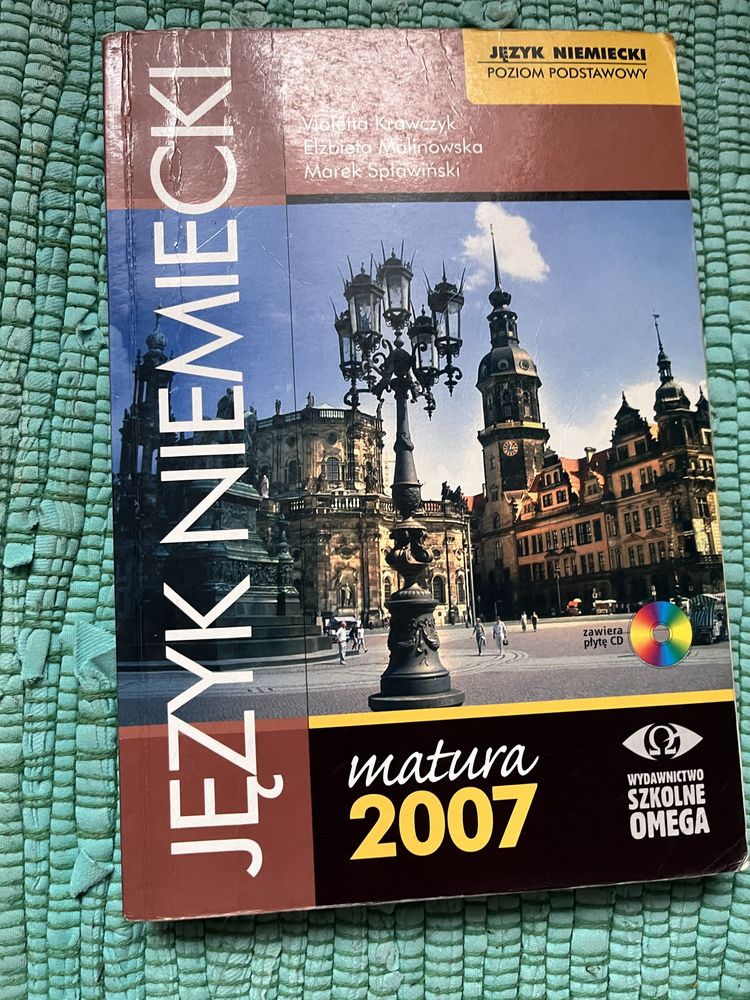 JĘZYK NIEMIECKI
POZIOM PODSTAWOWY
Violetta Krawczyk
Elżbieta Malinowska
Marek Spławiński
JĘZYK NIEMIECKI
zawiera
płytę CD
matura
2007
WYDAWNICTWO
SZKOLNE
OMEGA